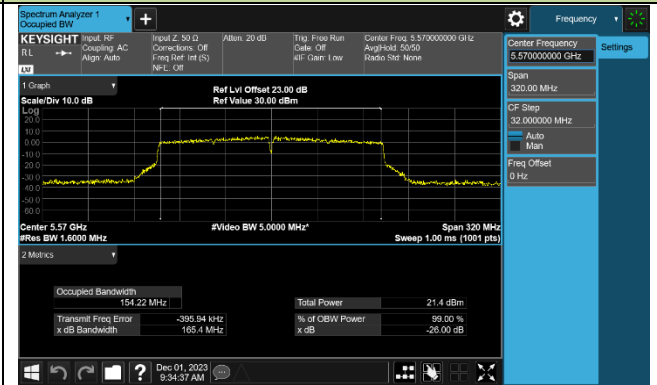 Spectrum Analyzer 1
Occupied BW
Frequency
KEYSIGHT
RL
LXI
Input: RF
Coupling: AC
Align: Auto
Input Z: 50 Ω
Corrections: Off
Freq Ref: Int (S)
NFE: Off
Atten: 20 dB
Trig: Free Run
Gate: Off
#IF Gain: Low
Center Freq: 5.570000000 GHz
Avg|Hold: 50/50
Radio Std: None
Center Frequency
5.570000000 GHz
Settings
Span
320.00 MHz
CF Step
32.000000 MHz
Auto
Man
Freq Offset
0 Hz
1 Graph
Scale/Div 10.0 dB
Ref Lvl Offset 23.00 dB
Ref Value 30.00 dBm
Log
20.0
10.0
0.00
-10.0
-20.0
-30.0
-40.0
-50.0
-60.0
Center 5.57 GHz
#Video BW 5.0000 MHz*
Span 320 MHz
#Res BW 1.6000 MHz
Sweep 1.00 ms (1001 pts)
2 Metrics
Occupied Bandwidth
154.22 MHz
Total Power 21.4 dBm
Transmit Freq Error -395.94 kHz
% of OBW Power 99.00 %
x dB Bandwidth 165.4 MHz
x dB -26.00 dB
?
Dec 01, 2023
9:34:37 AM